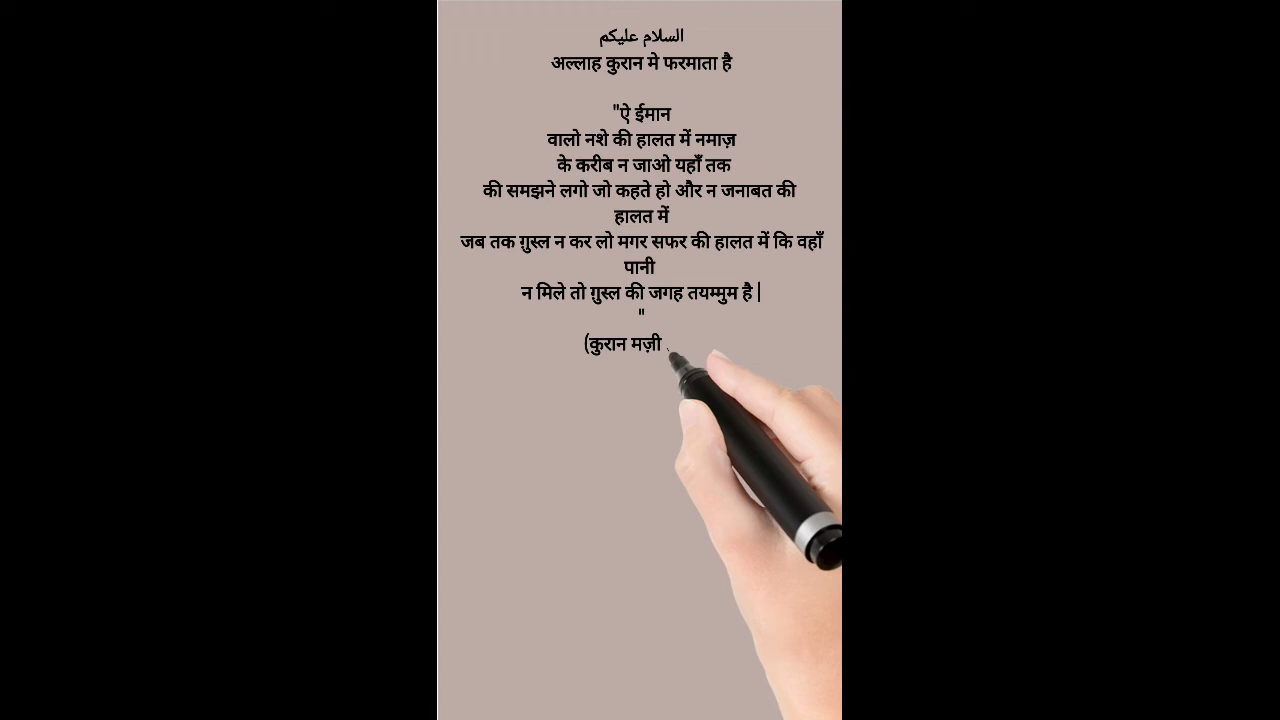 السلام عليكم
अल्लाह कुरान मे फरमाता है
"ऐ ईमान
वालो नशे की हालत में नमाज़
के करीब न जाओ यहाँ तक
की समझने लगो जो कहते हो और न जनाबत की
हालत में
जब तक ग़ुस्ल न कर लो मगर सफर की हालत में कि वहाँ
पानी
न मिले तो ग़ुस्ल की जगह तयम्मुम है |
"
(कुरान मज़ी